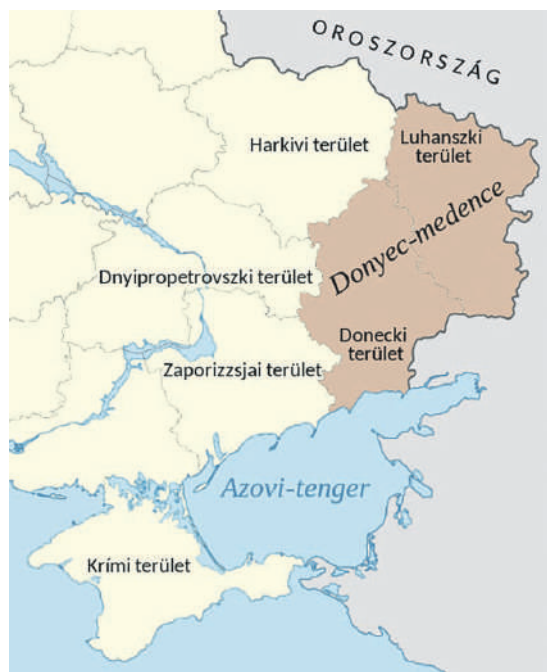 OROSZORSZÁG
Harkivi terület
Luhanszki
terület
Donyec-medence
Dnyipropetrovszki terület
Donecki
terület
Zaporizzsjai terület
Azovi-tenger
Krími terület